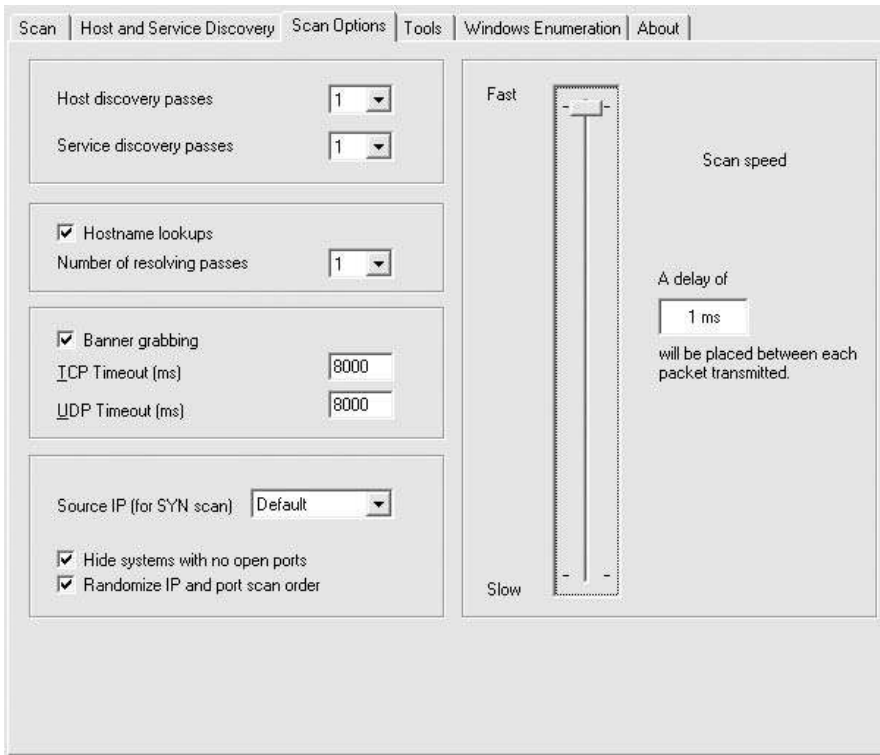 Scan
Host and Service Discovery
Scan Options
Tools
Windows Enumeration
About
Host discovery passes
1
Service discovery passes
1
Hostname lookups
Number of resolving passes
1
Banner grabbing
TCP Timeout (ms)
8000
UDP Timeout (ms)
8000
Source IP (for SYN scan)
Default
Hide systems with no open ports
Randomize IP and port scan order
Fast
Slow
Scan speed
A delay of
1 ms
will be placed between each
packet transmitted.